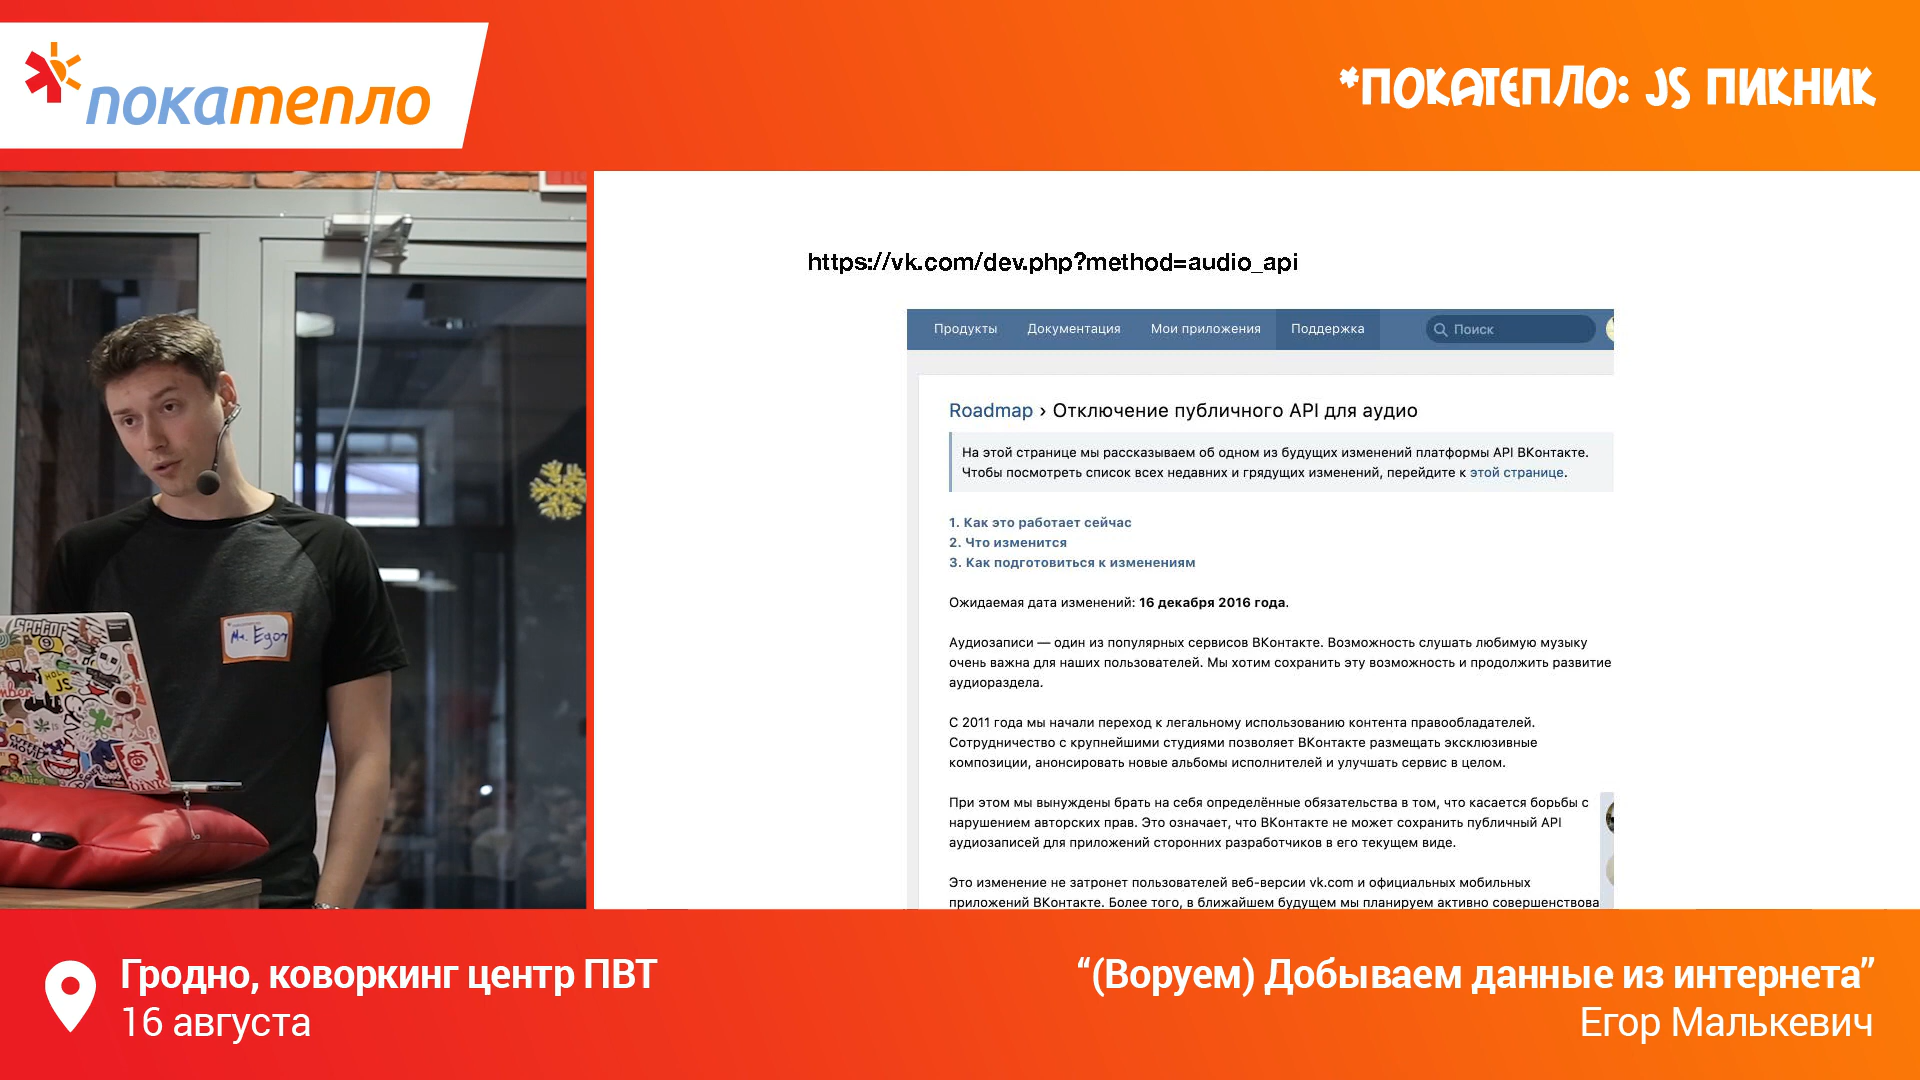 покатепло
*ПОКАТЕПЛО: JS ПИКНИК
https://vk.com/dev.php?method=audio_api
Продукты Документация Мои приложения Поддержка Поиск
Roadmap › Отключение публичного API для аудио
На этой странице мы рассказываем об одном из будущих изменений платформы API ВКонтакте.
Чтобы посмотреть список всех недавних и грядущих изменений, перейдите к этой странице.
1. Как это работает сейчас
2. Что изменится
3. Как подготовиться к изменениям
Ожидаемая дата изменений: 16 декабря 2016 года.
Аудиозаписи — один из популярных сервисов ВКонтакте. Возможность слушать любимую музыку
очень важна для наших пользователей. Мы хотим сохранить эту возможность и продолжить развитие
аудиораздела.
С 2011 года мы начали переход к легальному использованию контента правообладателей.
Сотрудничество с крупнейшими студиями позволяет ВКонтакте размещать эксклюзивные
композиции, анонсировать новые альбомы исполнителей и улучшать сервис в целом.
При этом мы вынуждены брать на себя определённые обязательства в том, что касается борьбы с
нарушением авторских прав. Это означает, что ВКонтакте не может сохранить публичный API
аудиозаписей для приложений сторонних разработчиков в его текущем виде.
Это изменение не затронет пользователей веб-версии vk.com и официальных мобильных
приложений ВКонтакте. Более того, в ближайшем будущем мы планируем активно совершенствова
Mr. Egor
SECTOR
JS
Гродно, коворкинг центр ПВТ
16 августа
“(Воруем) Добываем данные из интернета”
Егор Малькевич